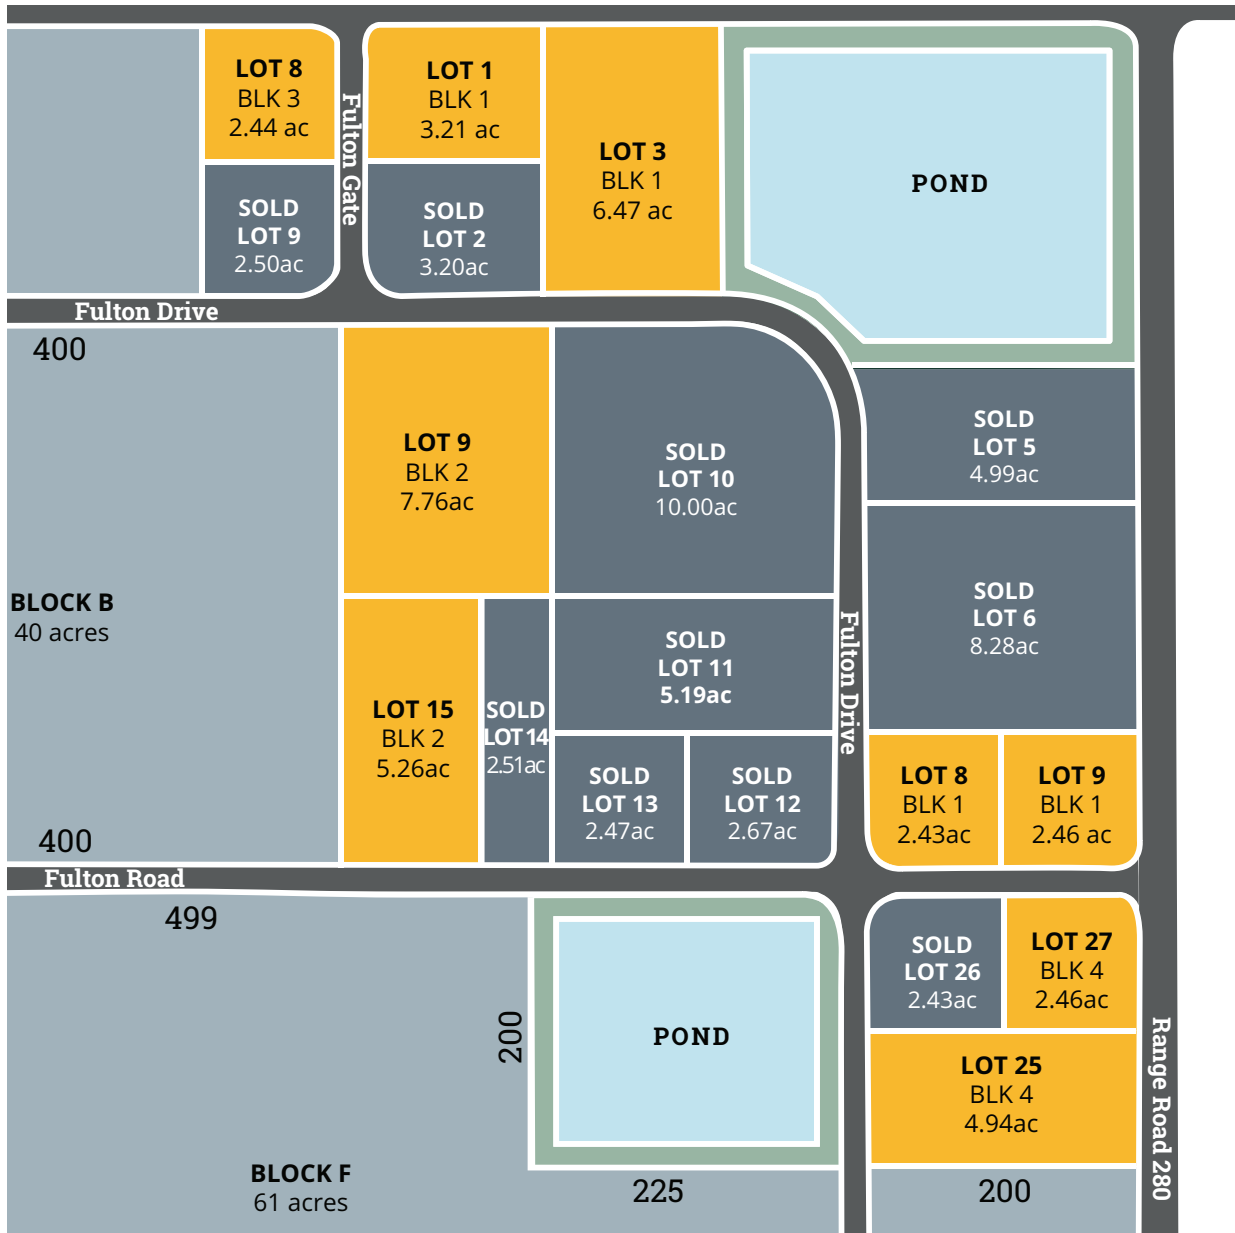 LOT 8
BLK 3
2.44 ac
Fulton Gate
LOT 1
BLK 1
3.21 ac
LOT 3
BLK 1
6.47 ac
POND
SOLD
LOT 9
2.50ac
SOLD
LOT 2
3.20ac
Fulton Drive
400
LOT 9
BLK 2
7.76ac
SOLD
LOT 10
10.00ac
SOLD
LOT 5
4.99ac
BLOCK B
40 acres
SOLD
LOT 6
8.28ac
SOLD
LOT 11
5.19ac
Fulton Drive
LOT 15
BLK 2
5.26ac
SOLD
LOT 14
2.51ac
SOLD
LOT 13
2.47ac
SOLD
LOT 12
2.67ac
LOT 8
BLK 1
2.43ac
LOT 9
BLK 1
2.46 ac
400
Fulton Road
499
200
POND
SOLD
LOT 26
2.43ac
LOT 27
BLK 4
2.46ac
LOT 25
BLK 4
4.94ac
Range Road 280
BLOCK F
61 acres
225
200